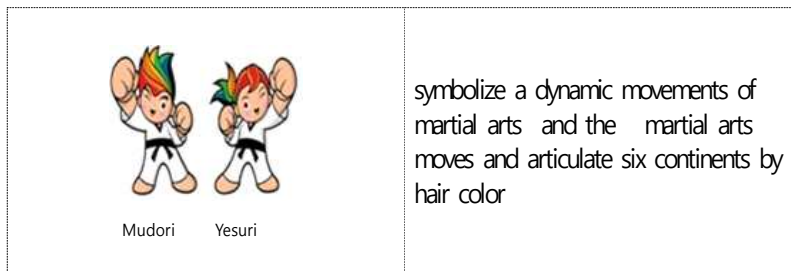 Mudori Yesuri
symbolize a dynamic movements of
martial arts and the martial arts
moves and articulate six continents by
hair color